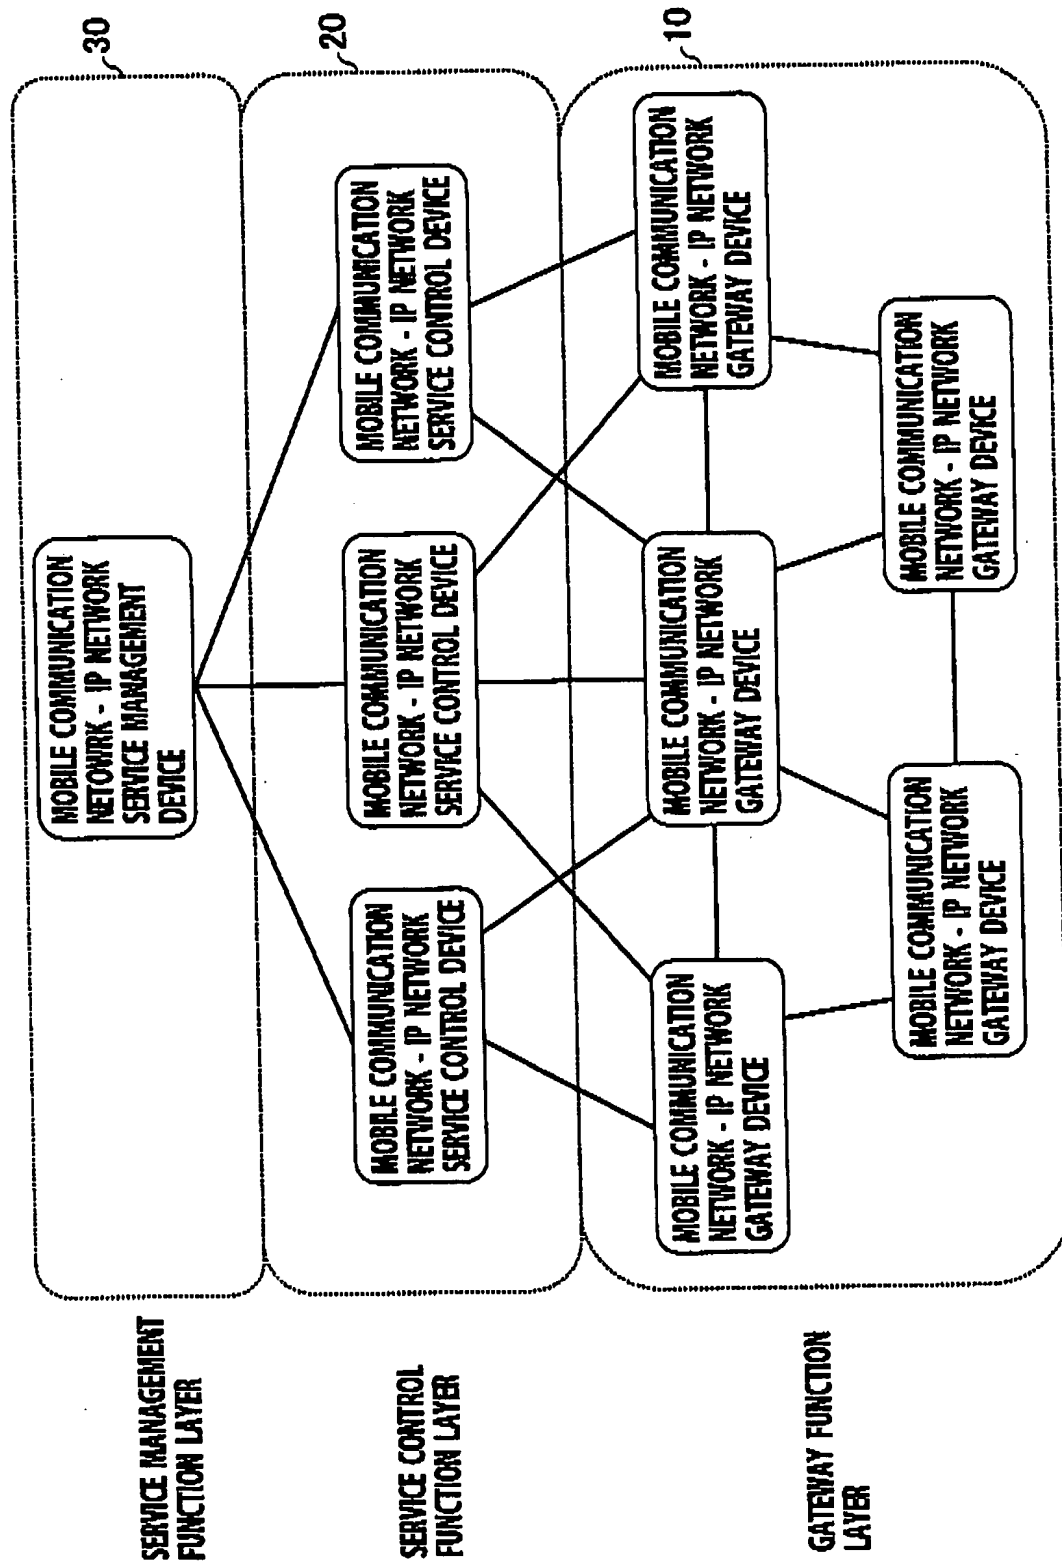 SERVICE MANAGEMENT
FUNCTION LAYER
MOBILE COMMUNICATION
NETOWRK - IP NETWORK
SERVICE MANAGEMENT
DEVICE
30
SERVICE CONTROL
FUNCTION LAYER
MOBILE COMMUNICATION
NETWORK - IP NETWORK
SERVICE CONTROL DEVICE
MOBILE COMMUNICATION
NETWORK - IP NETWORK
SERVICE CONTROL DEVICE
MOBILE COMMUNICATION
NETWORK - IP NETWORK
SERVICE CONTROL DEVICE
20
GATEWAY FUNCTION
LAYER
MOBILE COMMUNICATION
NETWORK - IP NETWORK
GATEWAY DEVICE
MOBILE COMMUNICATION
NETWORK - IP NETWORK
GATEWAY DEVICE
MOBILE COMMUNICATION
NETWORK - IP NETWORK
GATEWAY DEVICE
10
MOBILE COMMUNICATION
NETWORK - IP NETWORK
GATEWAY DEVICE
MOBILE COMMUNICATION
NETWORK - IP NETWORK
GATEWAY DEVICE